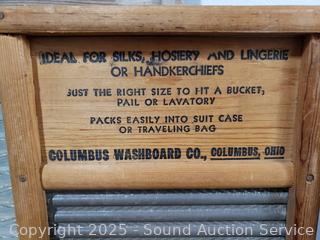 IDEAL FOR SILKS, HOSIERY AND LINGERIE
OR HANDKERCHIEFS
JUST THE RIGHT SIZE TO FIT A BUCKET,
PAIL OR LAVATORY
PACKS EASILY INTO SUIT CASE
OR TRAVELING BAG
COLUMBUS WASHBOARD CO., COLUMBUS, OHIO
Copyright 2025 - Sound Auction Service